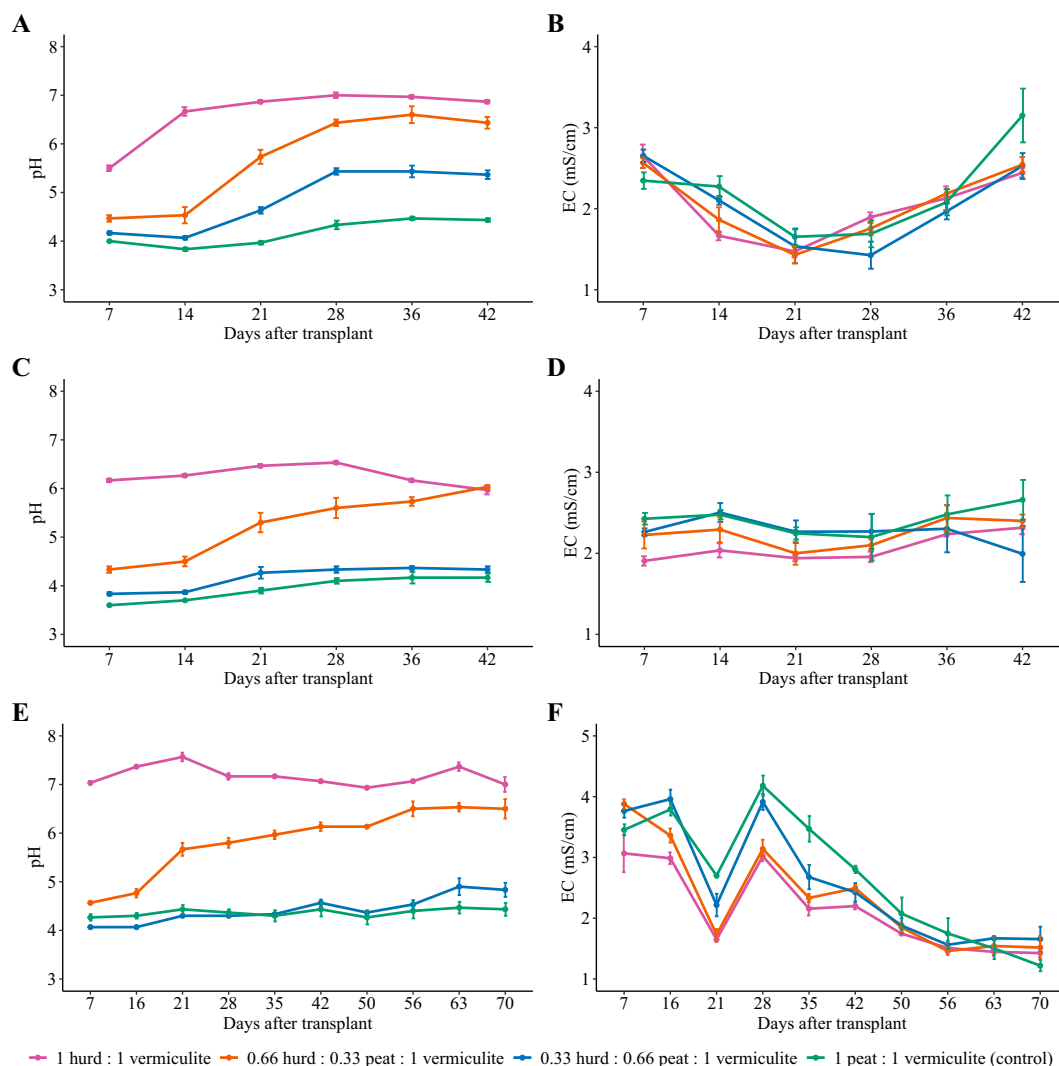 A
8
7
6
5
4
3
pH
7 14 21 28 36 42
Days after transplant
B
4
3
2
1
EC (mS/cm)
7 14 21 28 36 42
Days after transplant
C
8
7
6
5
4
3
pH
7 14 21 28 36 42
Days after transplant
D
4
3
2
1
EC (mS/cm)
7 14 21 28 36 42
Days after transplant
E
8
7
6
5
4
3
pH
7 16 21 28 35 42 50 56 63 70
Days after transplant
F
5
4
3
2
1
EC (mS/cm)
7 16 21 28 35 42 50 56 63 70
Days after transplant
1 hurd : 1 vermiculite 0.66 hurd : 0.33 peat : 1 vermiculite 0.33 hurd : 0.66 peat : 1 vermiculite 1 peat : 1 vermiculite (control)